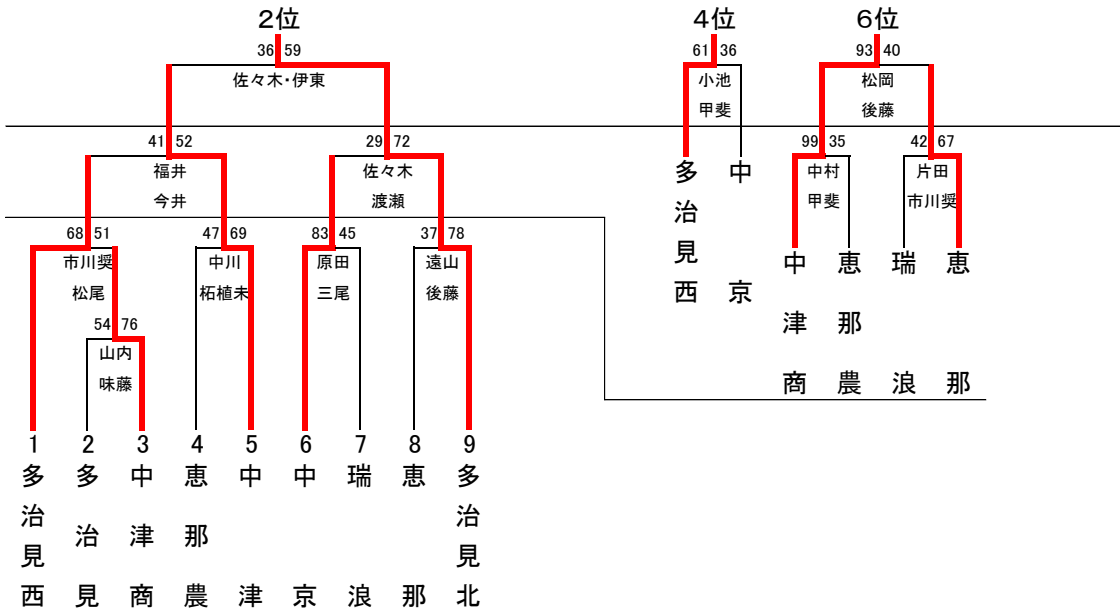 2位 4位 6位
36 59 61 36 93 40
佐々木・伊東 小池 松岡
甲斐 後藤
41 52 29 72 99 35 42 67
福井 佐々木 中村 片田
今井 渡瀬 甲斐 市川奨
多治見西 中京
68 51 47 69 83 45 37 78
市川奨 中川 原田 遠山
松尾 柘植未 三尾 後藤
中津商 恵那農 瑞浪 恵那
54 76
山内
味藤
1 2 3 4 5 6 7 8 9
多治見西 多治見 中津商 恵那農 中津 中京 瑞浪 恵那 多治見北